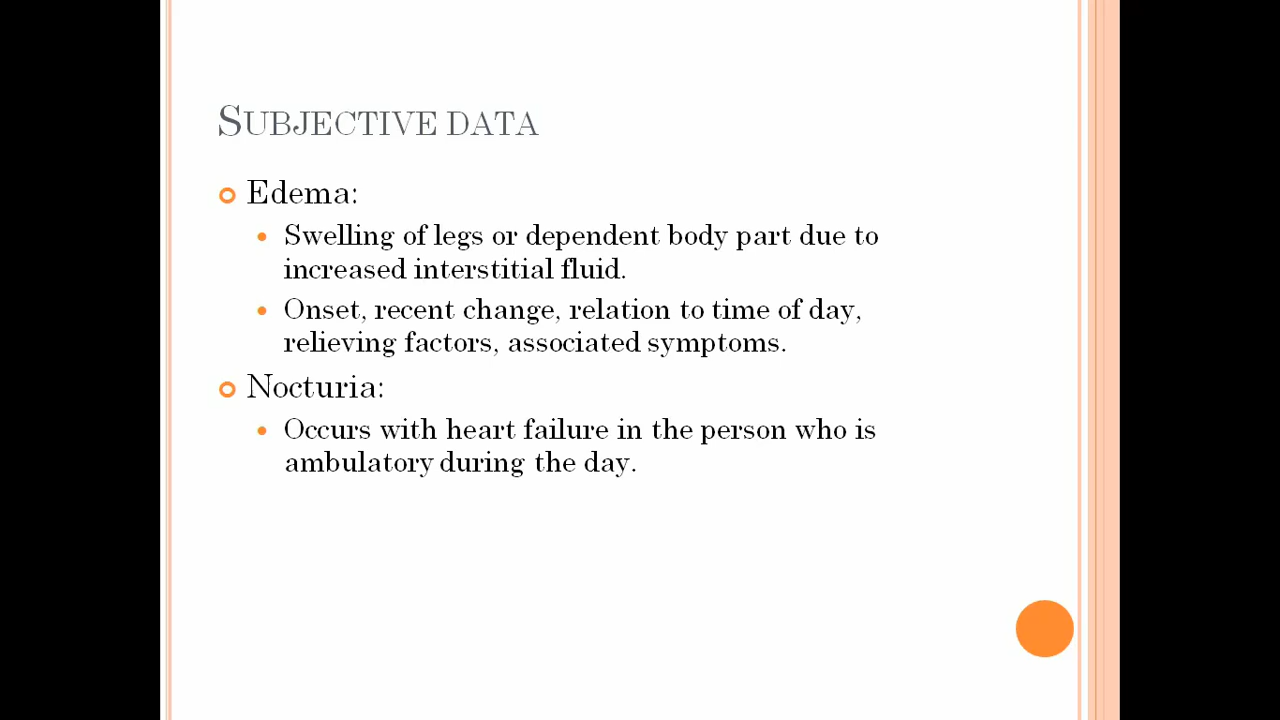 SUBJECTIVE DATA
Edema:
Swelling of legs or dependent body part due to
increased interstitial fluid.
Onset, recent change, relation to time of day,
relieving factors, associated symptoms.
Nocturia:
Occurs with heart failure in the person who is
ambulatory during the day.